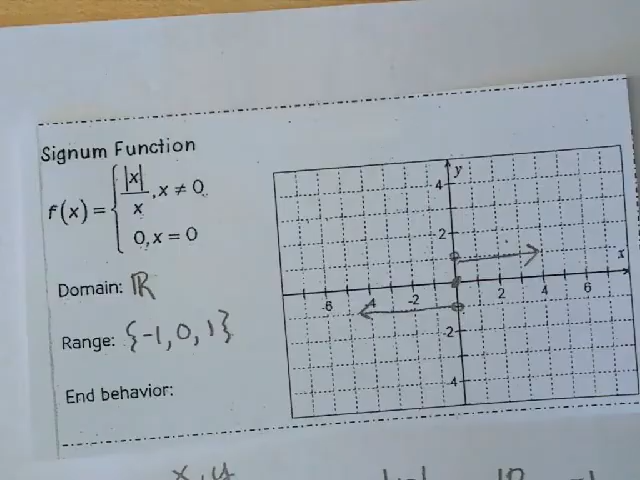 Signum Function
f(x) = { |x|/x, x ≠ 0
0, x = 0
Domain: ℝ
Range: {-1, 0, 1}
End behavior:
y
4
2
x
-6 -4 -2 2 4 6
-2
-4
x, y